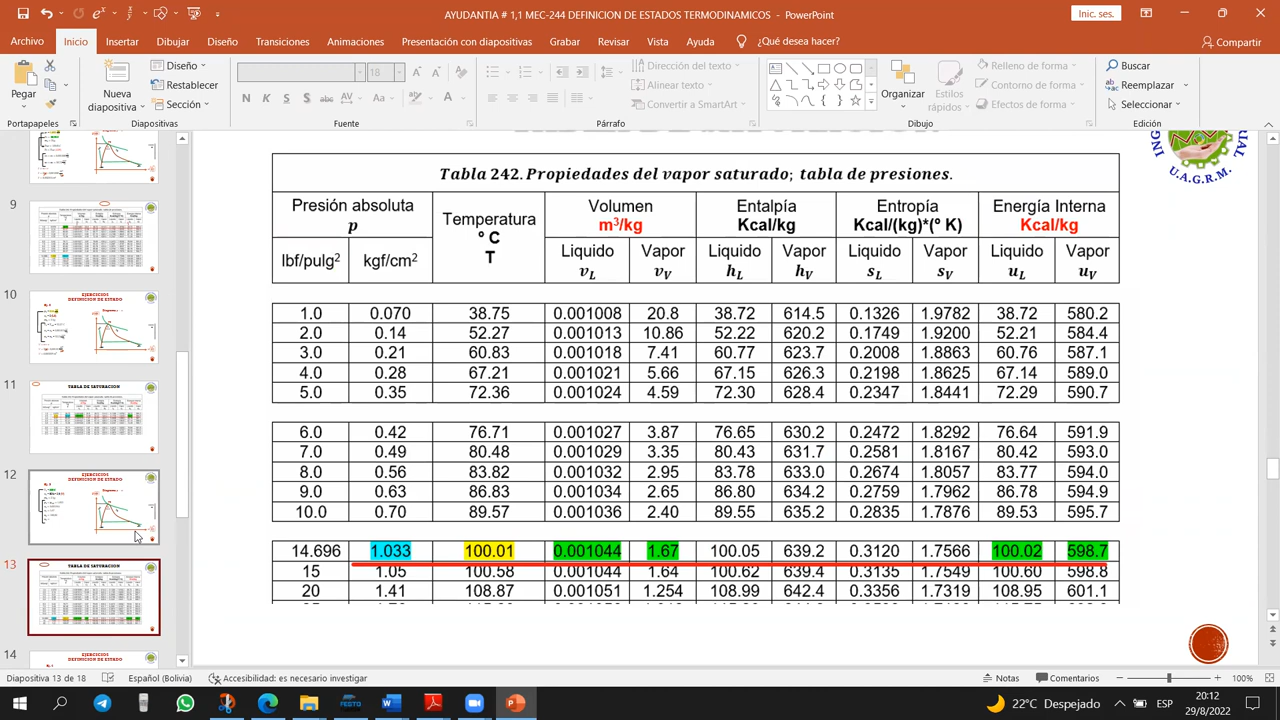 AYUDANTIA # 1,1 MEC-244 DEFINICION DE ESTADOS TERMODINAMICOS - PowerPoint
Inic. ses.
Archivo Inicio Insertar Dibujar Diseño Transiciones Animaciones Presentación con diapositivas Grabar Revisar Vista Ayuda ¿Qué desea hacer? Compartir
Pegar
Nueva diapositiva
Diseño
Restablecer
Sección
18
N K S abc AV Aa A
Dirección del texto
Alinear texto
Convertir a SmartArt
Organizar
Estilos rápidos
Relleno de forma
Contorno de forma
Efectos de forma
Buscar
Reemplazar
Seleccionar
Portapapeles Diapositivas Fuente Párrafo Dibujo Edición
9
10
EJERCICIOS
DEFINICION DE ESTADO
11
TABLA DE SATURACION
12
EJERCICIOS
DEFINICION DE ESTADO
13
TABLA DE SATURACION
14
EJERCICIOS
DEFINICION DE ESTADO
U.A.G.R.M.
Tabla 242. Propiedades del vapor saturado; tabla de presiones.
Presión absoluta Temperatura Volumen Entalpía Entropía Energía Interna
p ° C m³/kg Kcal/kg Kcal/(kg)*(° K) Kcal/kg
lbf/pulg² kgf/cm² T Liquido Vapor Liquido Vapor Liquido Vapor Liquido Vapor
vL vV hL hV sL sV uL uV
1.0 0.070 38.75 0.001008 20.8 38.72 614.5 0.1326 1.9782 38.72 580.2
2.0 0.14 52.27 0.001013 10.86 52.22 620.2 0.1749 1.9200 52.21 584.4
3.0 0.21 60.83 0.001018 7.41 60.77 623.7 0.2008 1.8863 60.76 587.1
4.0 0.28 67.21 0.001021 5.66 67.15 626.3 0.2198 1.8625 67.14 589.0
5.0 0.35 72.36 0.001024 4.59 72.30 628.4 0.2347 1.8441 72.29 590.7
6.0 0.42 76.71 0.001027 3.87 76.65 630.2 0.2472 1.8292 76.64 591.9
7.0 0.49 80.48 0.001029 3.35 80.43 631.7 0.2581 1.8167 80.42 593.0
8.0 0.56 83.82 0.001032 2.95 83.78 633.0 0.2674 1.8057 83.77 594.0
9.0 0.63 86.83 0.001034 2.65 86.80 634.2 0.2759 1.7962 86.78 594.9
10.0 0.70 89.57 0.001036 2.40 89.55 635.2 0.2835 1.7876 89.53 595.7
14.696 1.033 100.01 0.001044 1.67 100.05 639.2 0.3120 1.7566 100.02 598.7
15 1.05 100.58 0.001044 1.64 100.62 639.4 0.3135 1.7549 100.60 598.8
20 1.41 108.87 0.001051 1.254 108.99 642.4 0.3356 1.7319 108.95 601.1
Diapositiva 13 de 18 Español (Bolivia) Accesibilidad: es necesario investigar Notas Comentarios 100%
FESTO
22°C Despejado ESP
20:12
29/8/2022